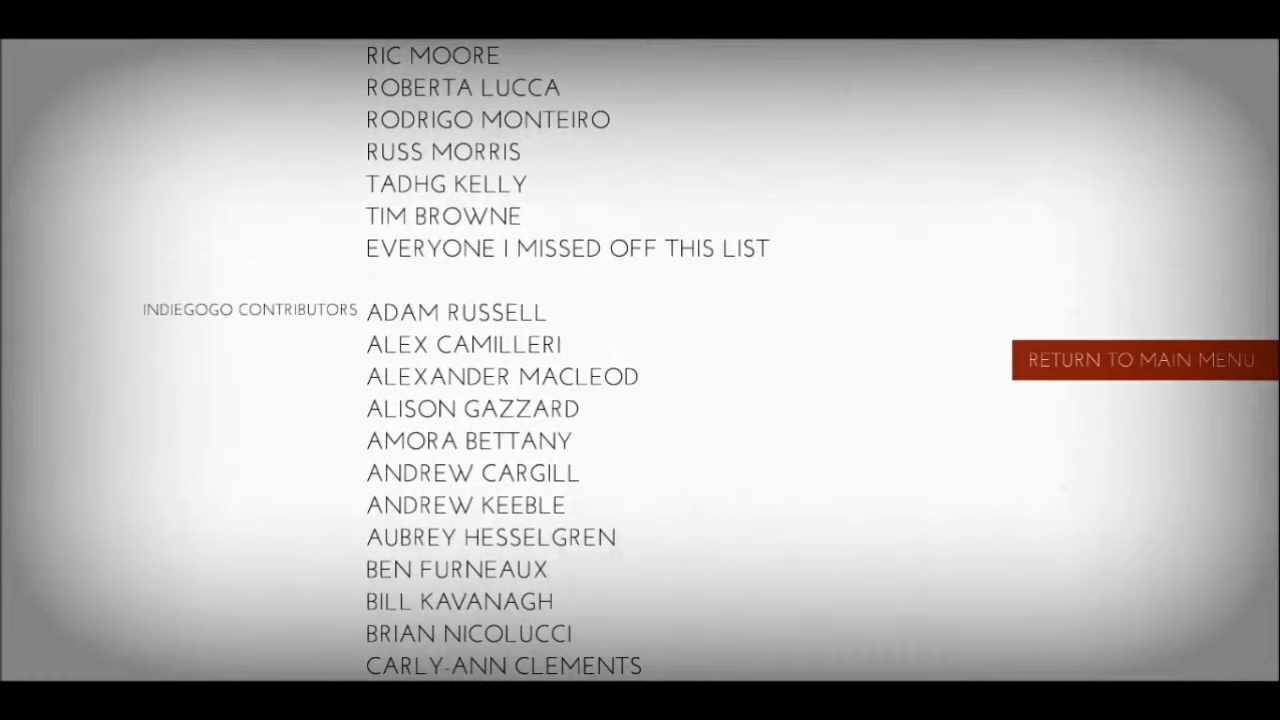 RIC MOORE
ROBERTA LUCCA
RODRIGO MONTEIRO
RUSS MORRIS
TADHG KELLY
TIM BROWNE
EVERYONE I MISSED OFF THIS LIST
INDIEGOGO CONTRIBUTORS ADAM RUSSELL
ALEX CAMILLERI
RETURN TO MAIN MENU
ALEXANDER MACLEOD
ALISON GAZZARD
AMORA BETTANY
ANDREW CARGILL
ANDREW KEEBLE
AUBREY HESSELGREN
BEN FURNEAUX
BILL KAVANAGH
BRIAN NICOLUCCI
CARLY-ANN CLEMENTS